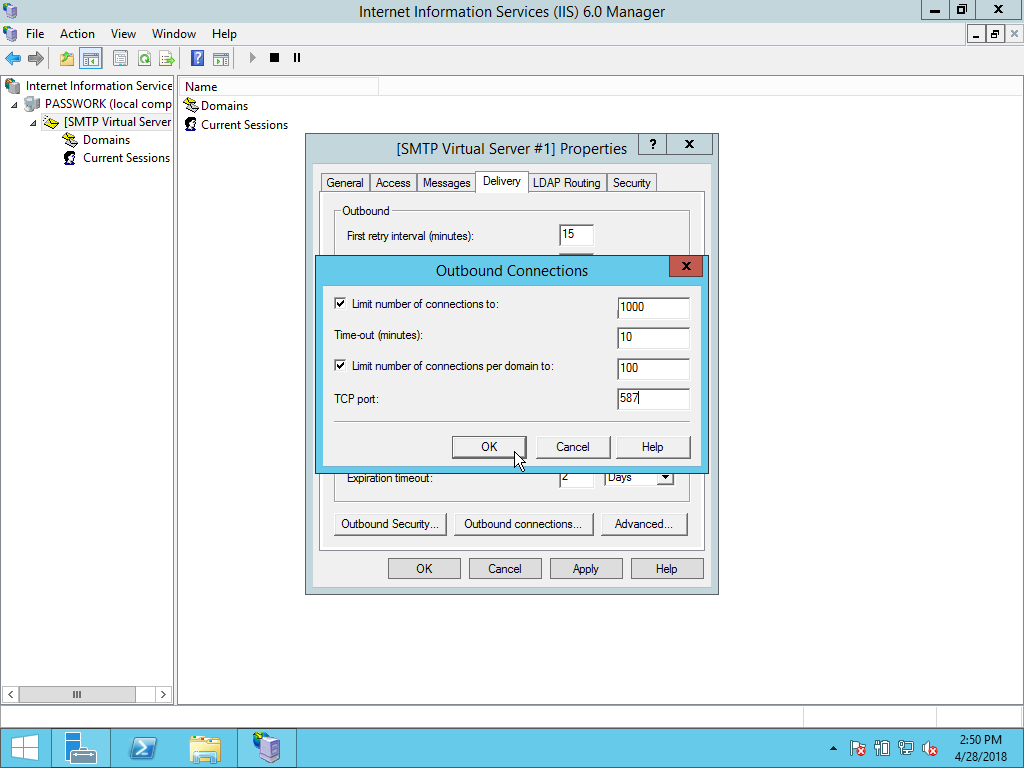 Internet Information Services (IIS) 6.0 Manager
File Action View Window Help
Internet Information Service
PASSWORK (local comp
[SMTP Virtual Server
Domains
Current Sessions
Name
Domains
Current Sessions
[SMTP Virtual Server #1] Properties
?
General Access Messages Delivery LDAP Routing Security
Outbound
First retry interval (minutes): 15
Outbound Connections
Limit number of connections to: 1000
Time-out (minutes): 10
Limit number of connections per domain to: 100
TCP port: 587
OK Cancel Help
Expiration timeout: 2 Days
Outbound Security... Outbound connections... Advanced...
OK Cancel Apply Help
2:50 PM
4/28/2018